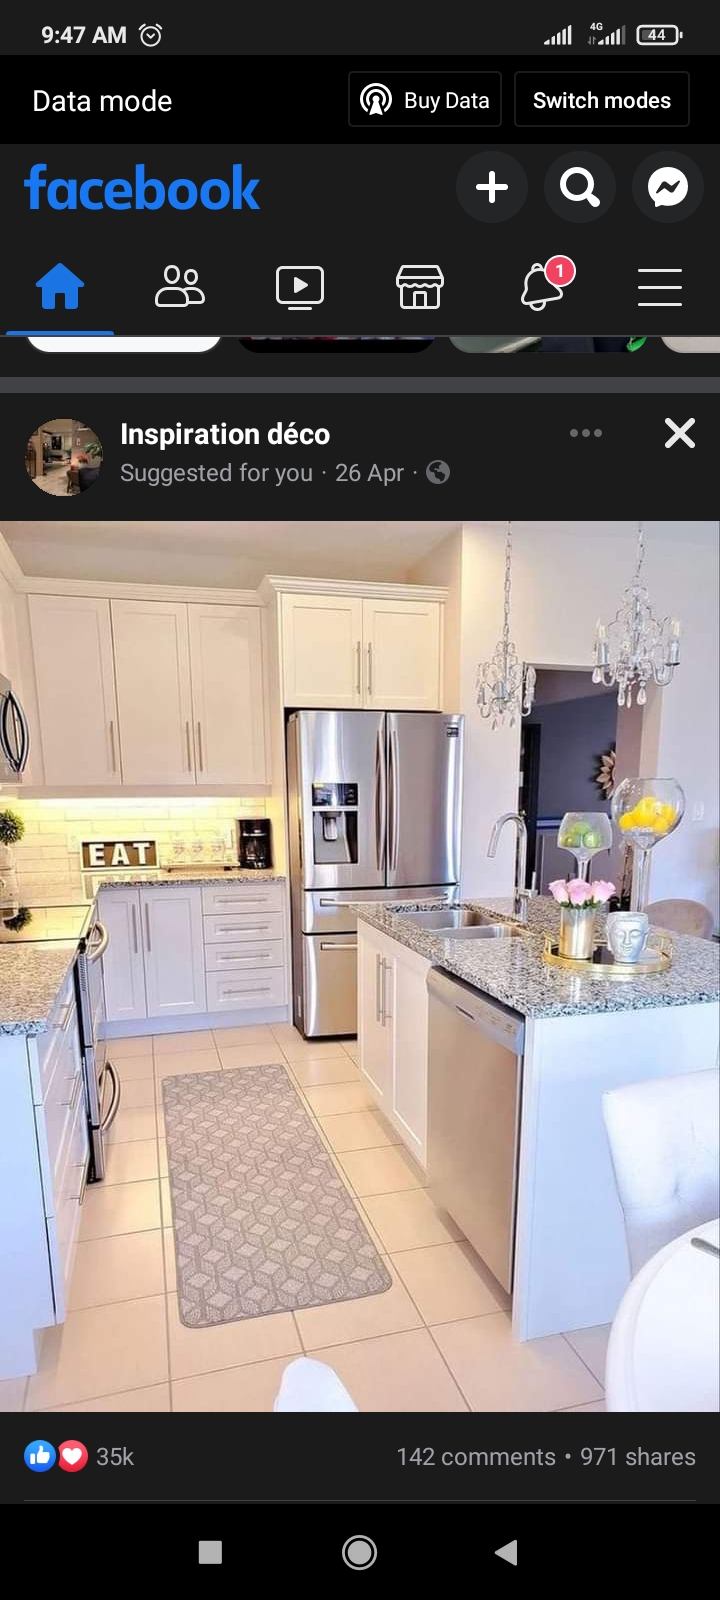 9:47 AM
4G
44
Data mode
Buy Data
Switch modes
facebook
1
Inspiration déco
Suggested for you · 26 Apr ·
EAT
35k
142 comments • 971 shares